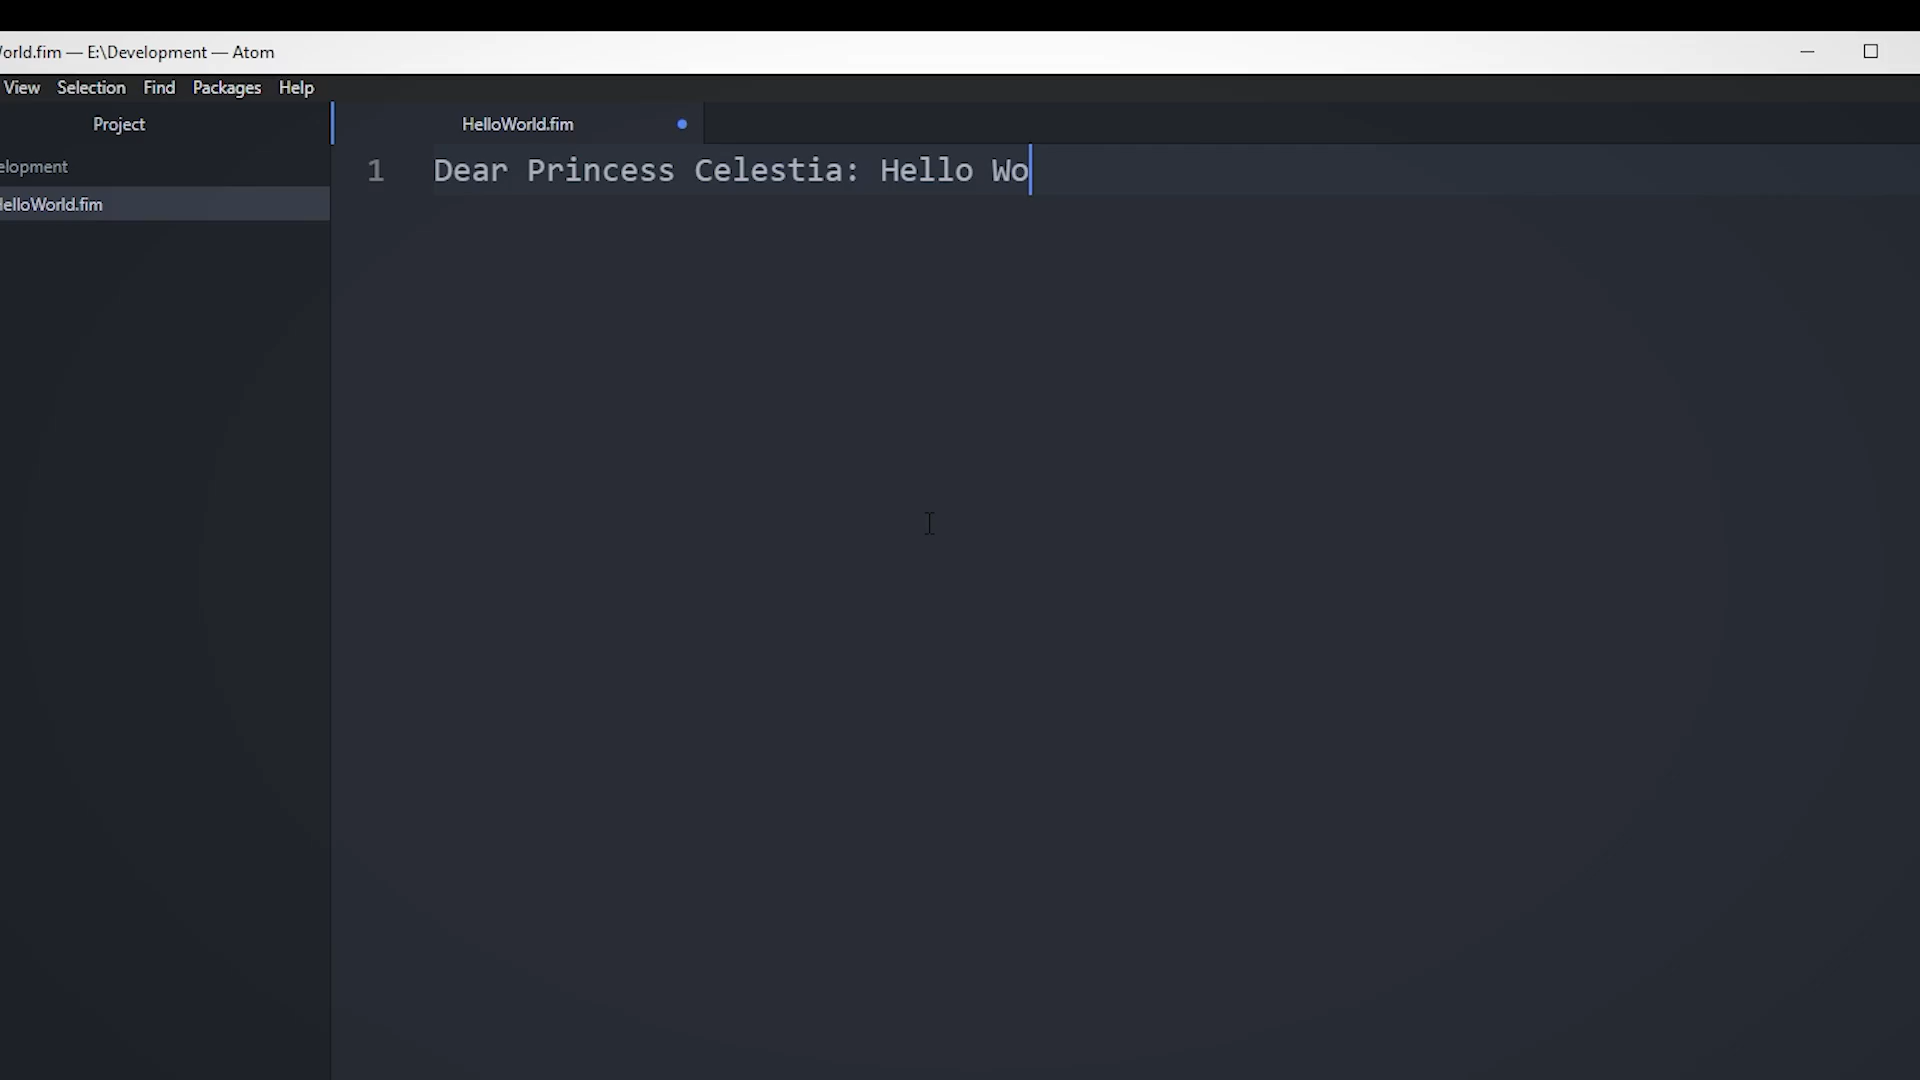 World.fim — E:\Development — Atom
View Selection Find Packages Help
Project
HelloWorld.fim
elopment
HelloWorld.fim
1 Dear Princess Celestia: Hello Wo